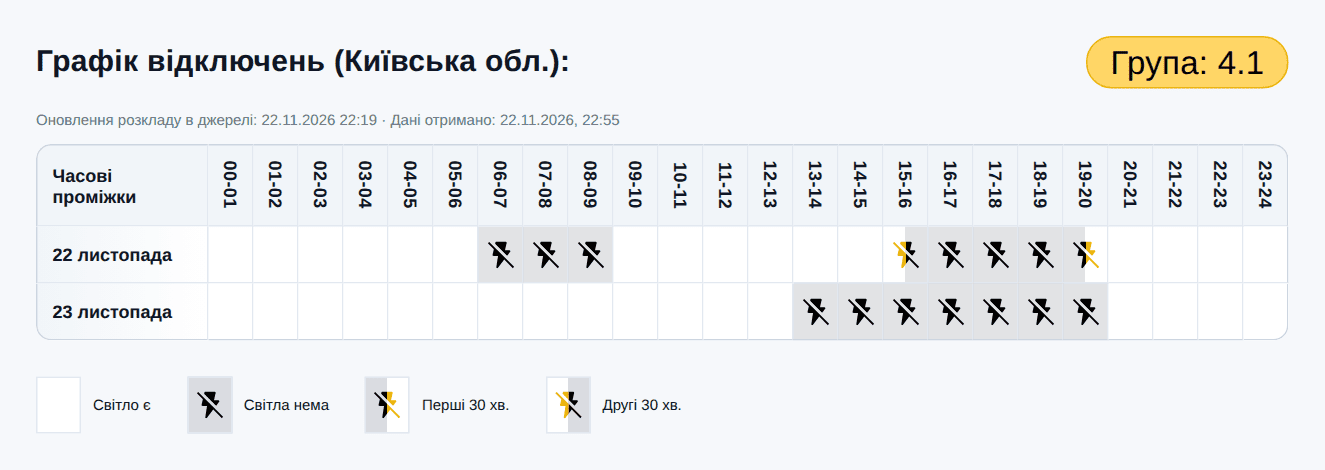 Графік відключень (Київська обл.):
Група: 4.1
Оновлення розкладу в джерелі: 22.11.2026 22:19 · Дані отримано: 22.11.2026, 22:55
Часові проміжки 00-01 01-02 02-03 03-04 04-05 05-06 06-07 07-08 08-09 09-10 10-11 11-12 12-13 13-14 14-15 15-16 16-17 17-18 18-19 19-20 20-21 21-22 22-23 23-24
22 листопада
23 листопада
Світло є Світла нема Перші 30 хв. Другі 30 хв.